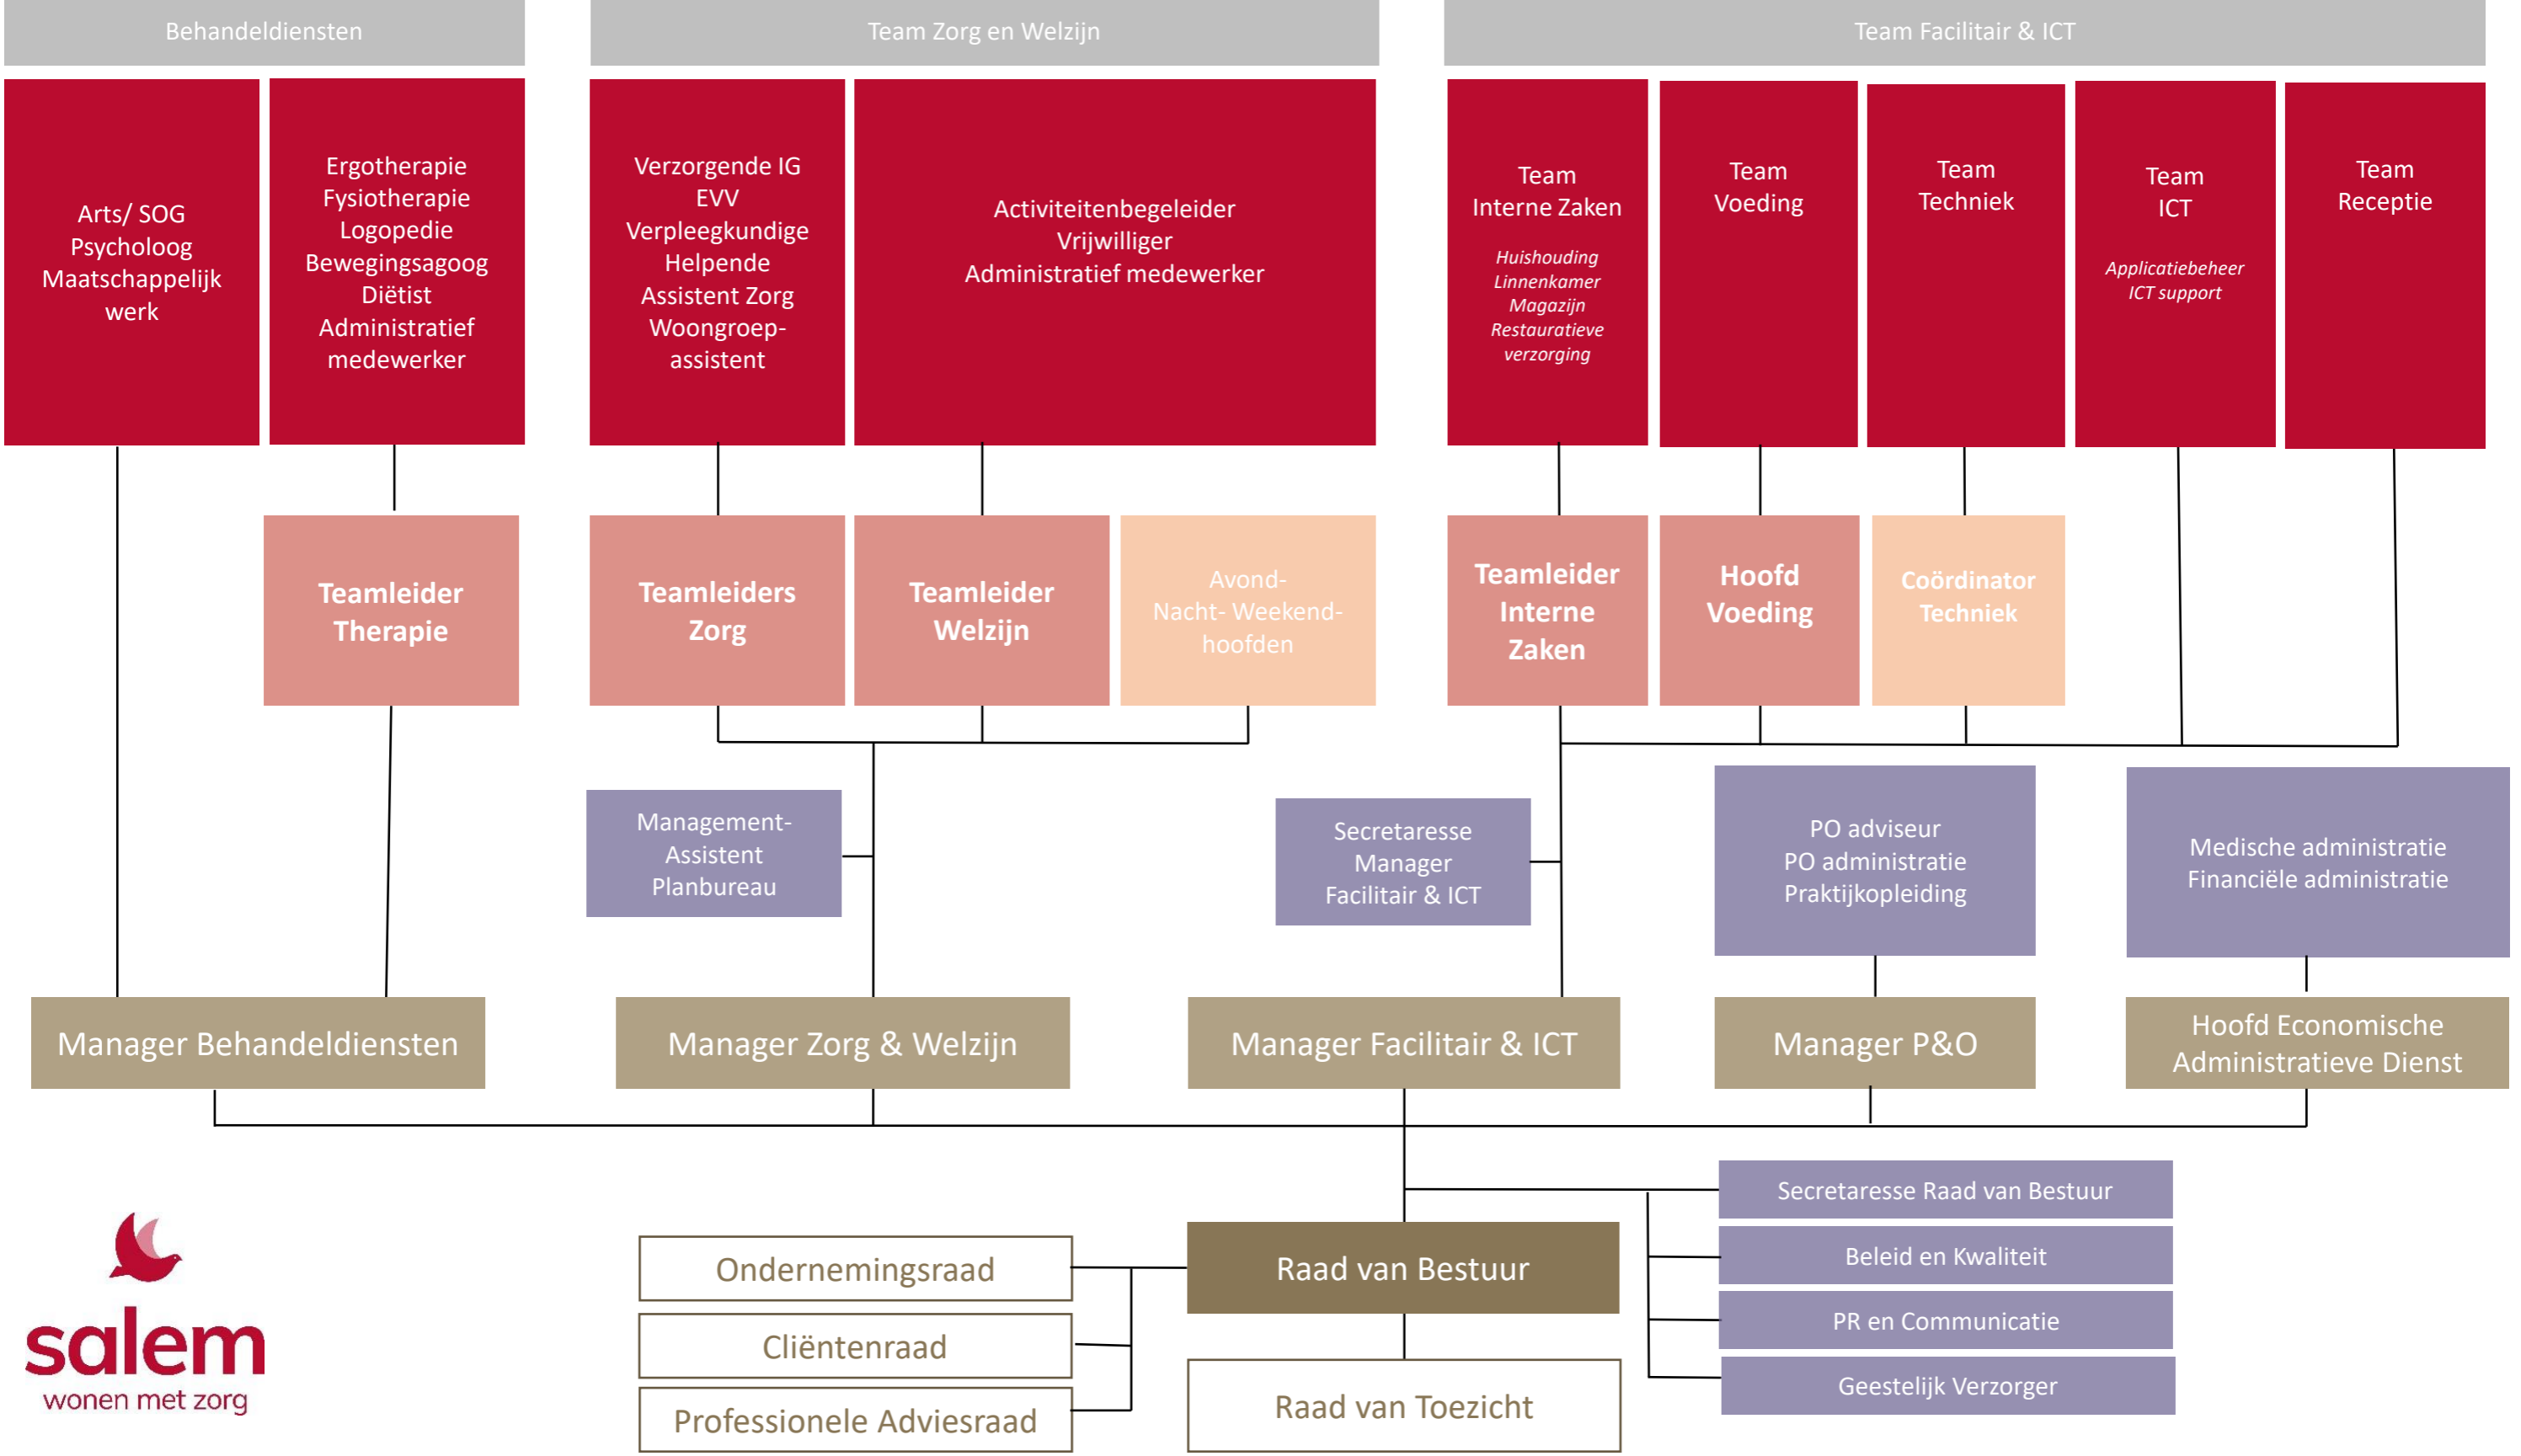 Behandeldiensten
Team Zorg en Welzijn
Team Facilitair & ICT
Arts/ SOG
Psycholoog
Maatschappelijk
werk
Ergotherapie
Fysiotherapie
Logopedie
Bewegingsagoog
Diëtist
Administratief
medewerker
Verzorgende IG
EVV
Verpleegkundige
Helpende
Assistent Zorg
Woongroep-
assistent
Activiteitenbegeleider
Vrijwilliger
Administratief medewerker
Team
Interne Zaken
Huishouding
Linnenkamer
Magazijn
Restauratieve
verzorging
Team
Voeding
Team
Techniek
Team
ICT
Applicatiebeheer
ICT support
Team
Receptie
Teamleider
Therapie
Teamleiders
Zorg
Teamleider
Welzijn
Avond-
Nacht- Weekend-
hoofden
Teamleider
Interne
Zaken
Hoofd
Voeding
Coördinator
Techniek
Management-
Assistent
Planbureau
Secretaresse
Manager
Facilitair & ICT
PO adviseur
PO administratie
Praktijkopleiding
Medische administratie
Financiële administratie
Manager Behandeldiensten
Manager Zorg & Welzijn
Manager Facilitair & ICT
Manager P&O
Hoofd Economische
Administratieve Dienst
Secretaresse Raad van Bestuur
Beleid en Kwaliteit
PR en Communicatie
Geestelijk Verzorger
Ondernemingsraad
Cliëntenraad
Professionele Adviesraad
Raad van Bestuur
Raad van Toezicht
salem
wonen met zorg